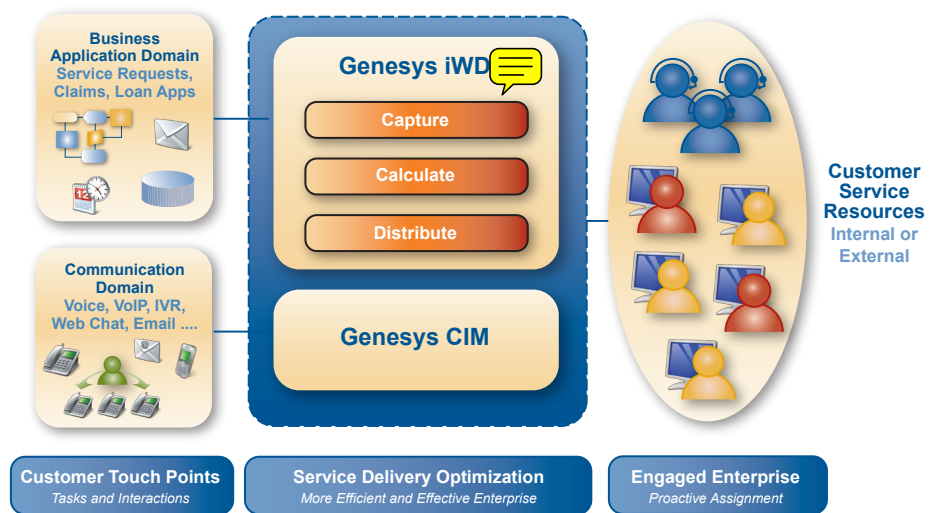 Business
Application Domain
Service Requests,
Claims, Loan Apps
12
Communication
Domain
Voice, VoIP, IVR,
Web Chat, Email ....
Genesys iWD
Capture
Calculate
Distribute
Genesys CIM
Customer
Service
Resources
Internal or
External
Customer Touch Points
Tasks and Interactions
Service Delivery Optimization
More Efficient and Effective Enterprise
Engaged Enterprise
Proactive Assignment